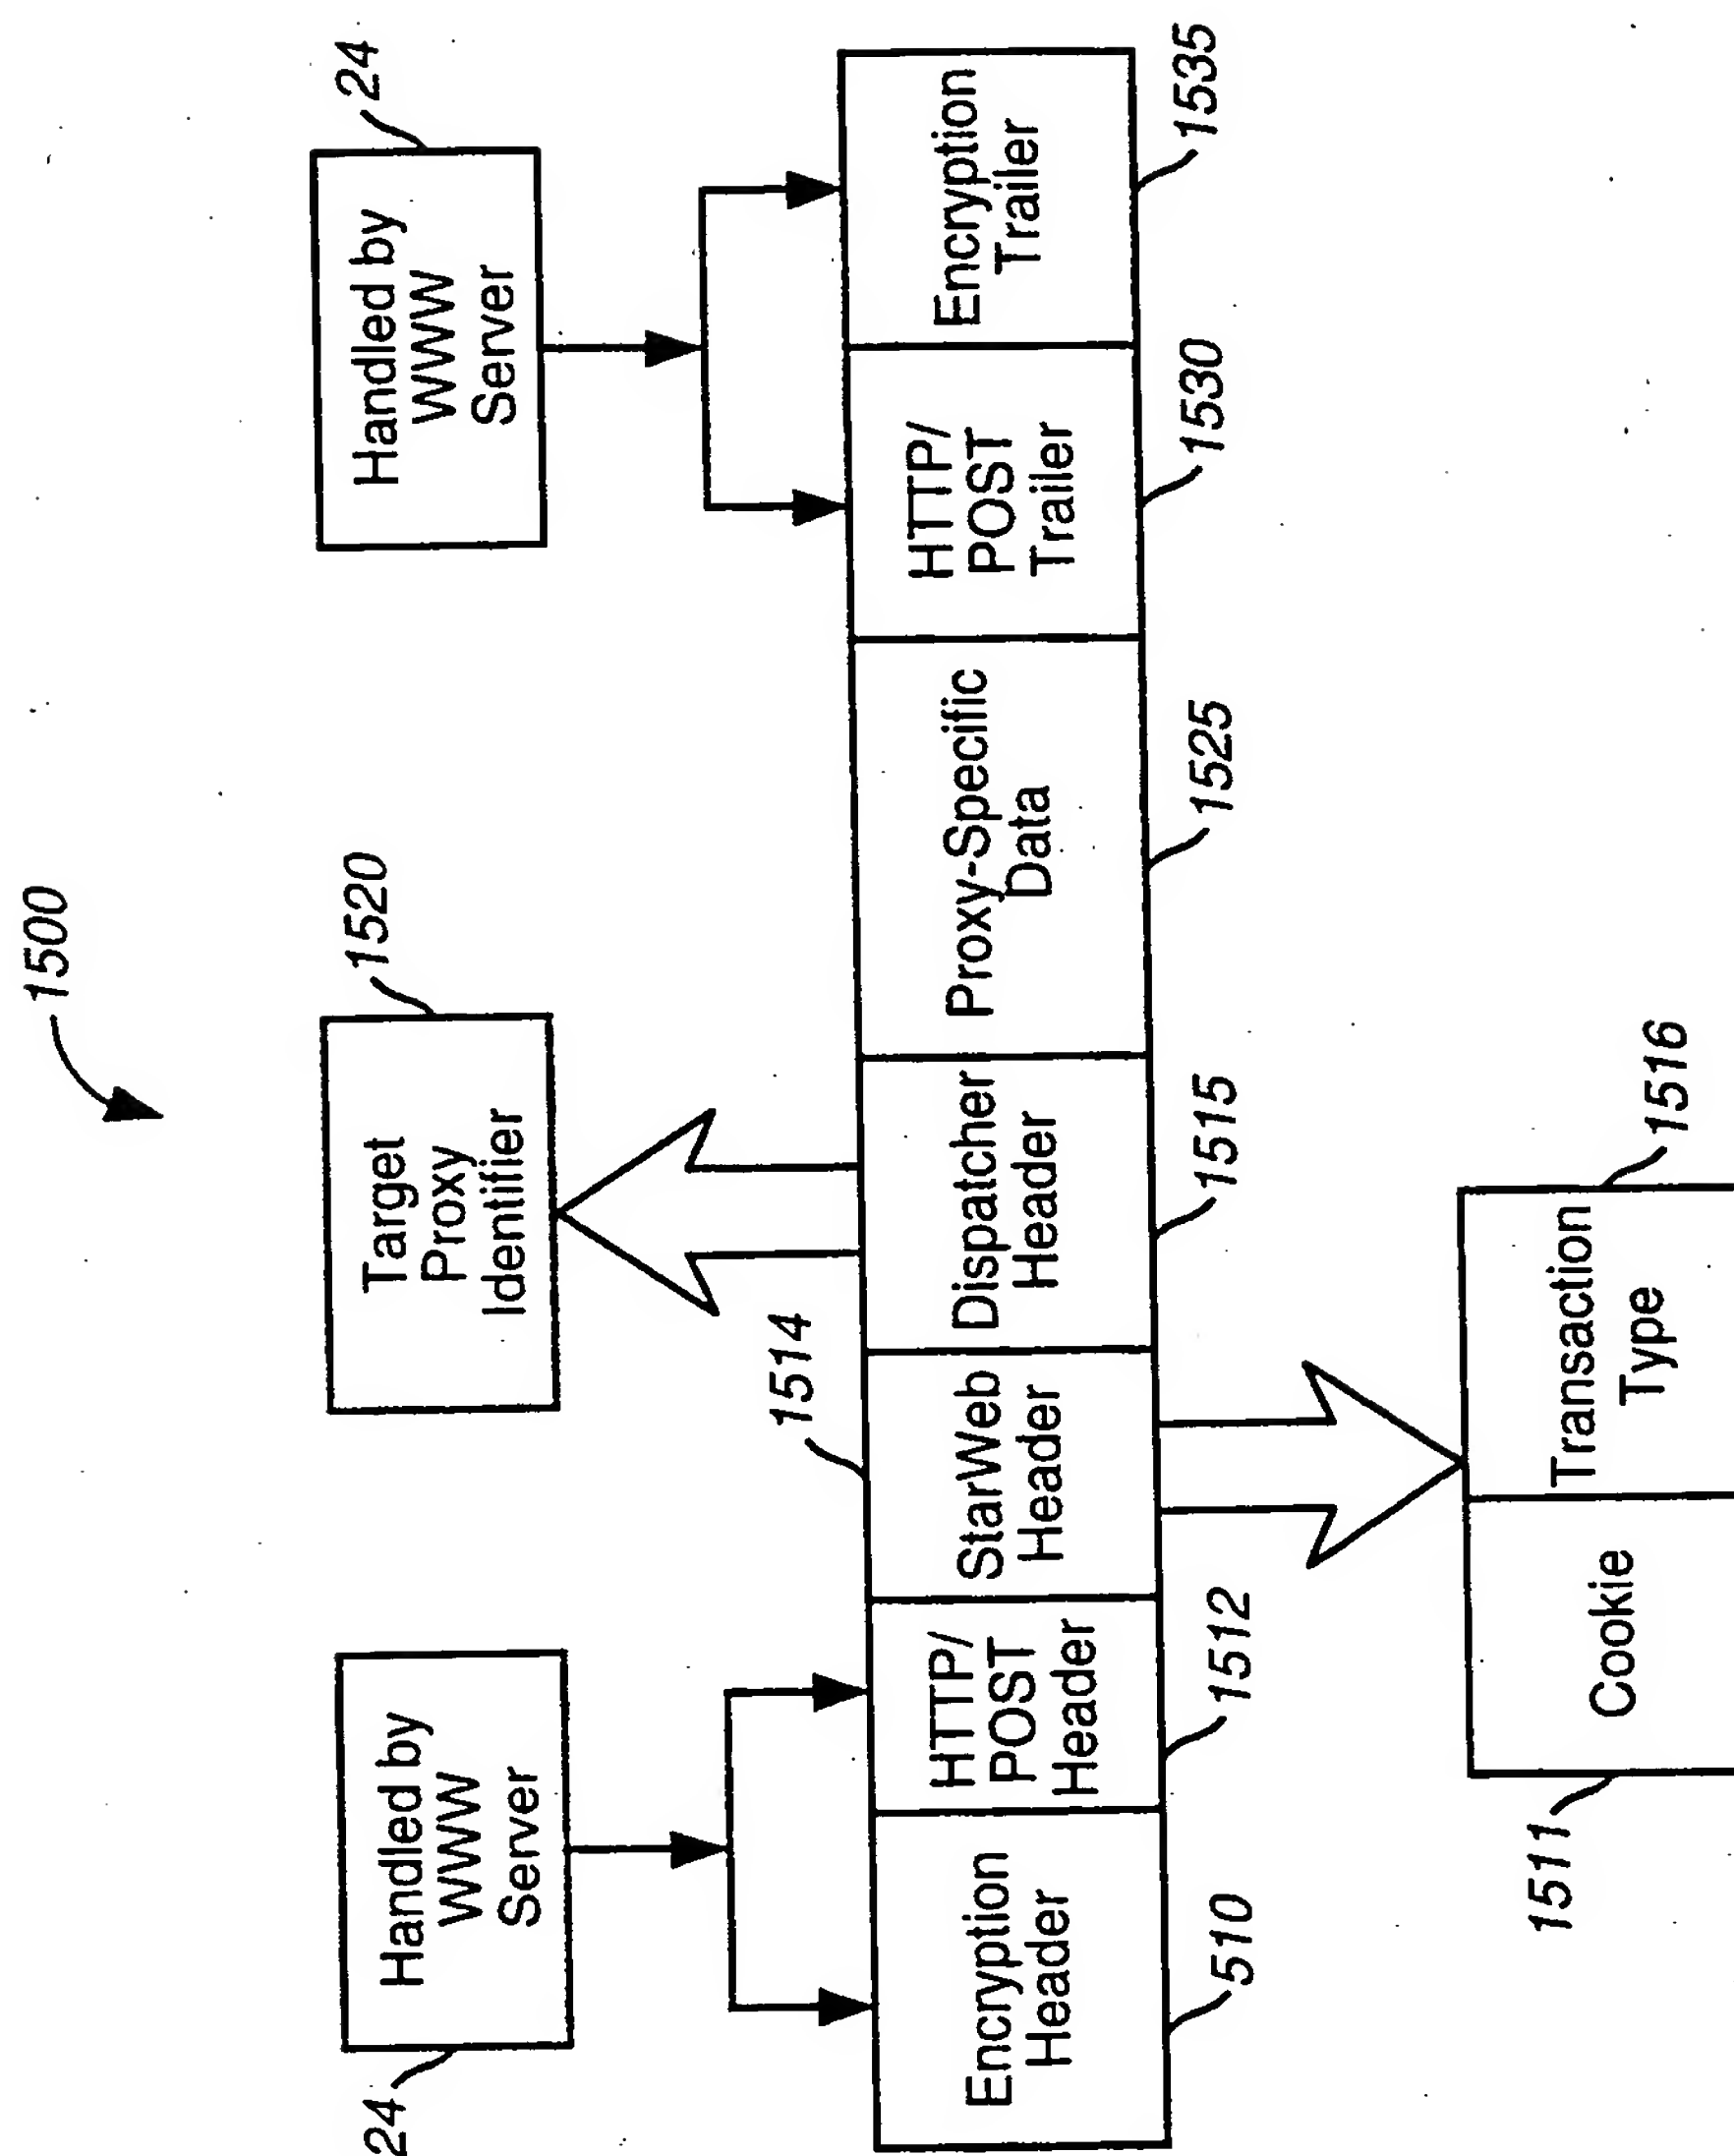 1500
24
Handled by
WWW
Server
1520
Target
Proxy
Identifier
Handled by
WWW
Server
24
1514
Encryption
Header
HTTP/
POST
Header
StarWeb
Header
Dispatcher
Header
Proxy-Specific
Data
HTTP/
POST
Trailer
Encryption
Trailer
510
1512
1515
1525
1530
1535
1511
Cookie
Transaction
Type
1516